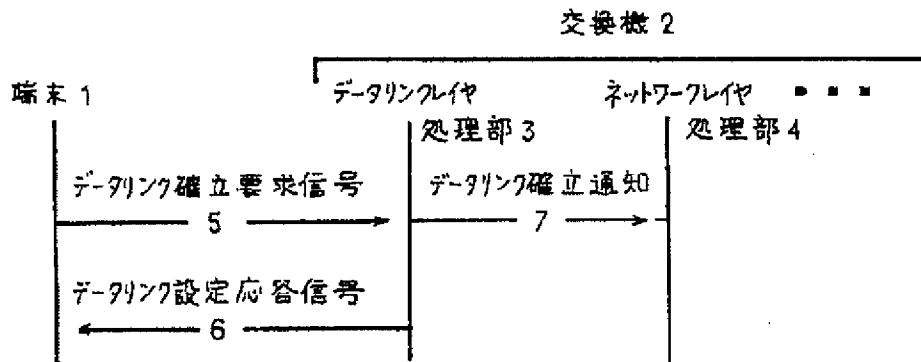 交換機2
端末1
データリンクレイヤ
処理部3
ネットワークレイヤ
処理部4
データリンク確立要求信号
5
データリンク確立通知
7
データリンク設定応答信号
6